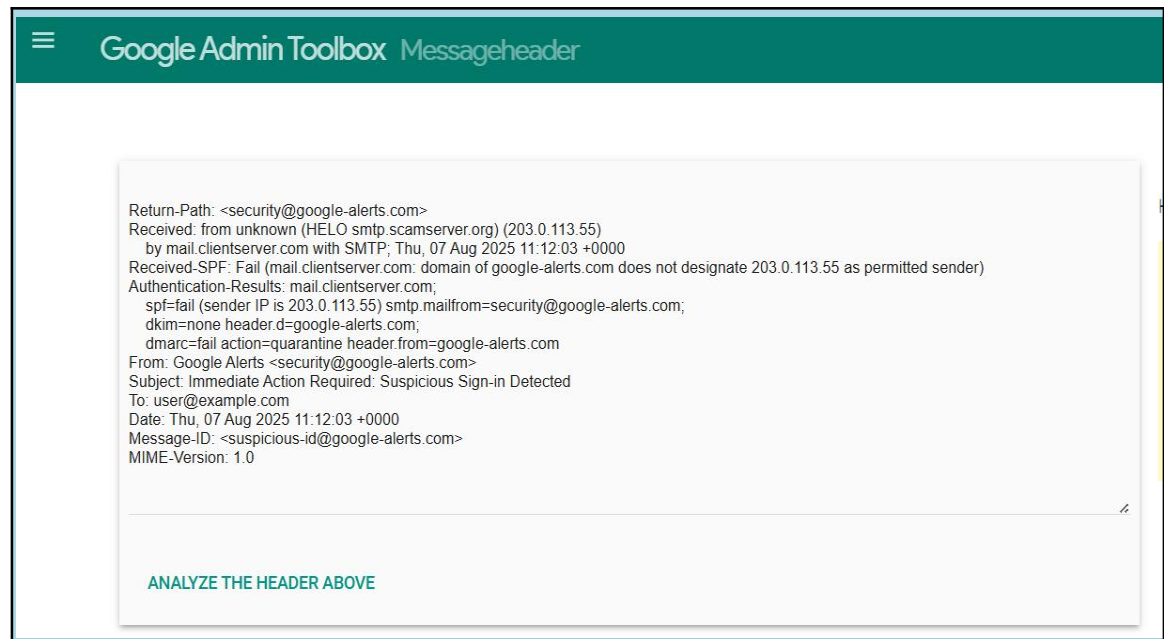 Google Admin Toolbox Messageheader
Return-Path: <security@google-alerts.com>
Received: from unknown (HELO smtp.scamserver.org) (203.0.113.55)
by mail.clientserver.com with SMTP; Thu, 07 Aug 2025 11:12:03 +0000
Received-SPF: Fail (mail.clientserver.com: domain of google-alerts.com does not designate 203.0.113.55 as permitted sender)
Authentication-Results: mail.clientserver.com;
spf=fail (sender IP is 203.0.113.55) smtp.mailfrom=security@google-alerts.com;
dkim=none header.d=google-alerts.com;
dmarc=fail action=quarantine header.from=google-alerts.com
From: Google Alerts <security@google-alerts.com>
Subject: Immediate Action Required: Suspicious Sign-in Detected
To: user@example.com
Date: Thu, 07 Aug 2025 11:12:03 +0000
Message-ID: <suspicious-id@google-alerts.com>
MIME-Version: 1.0
ANALYZE THE HEADER ABOVE